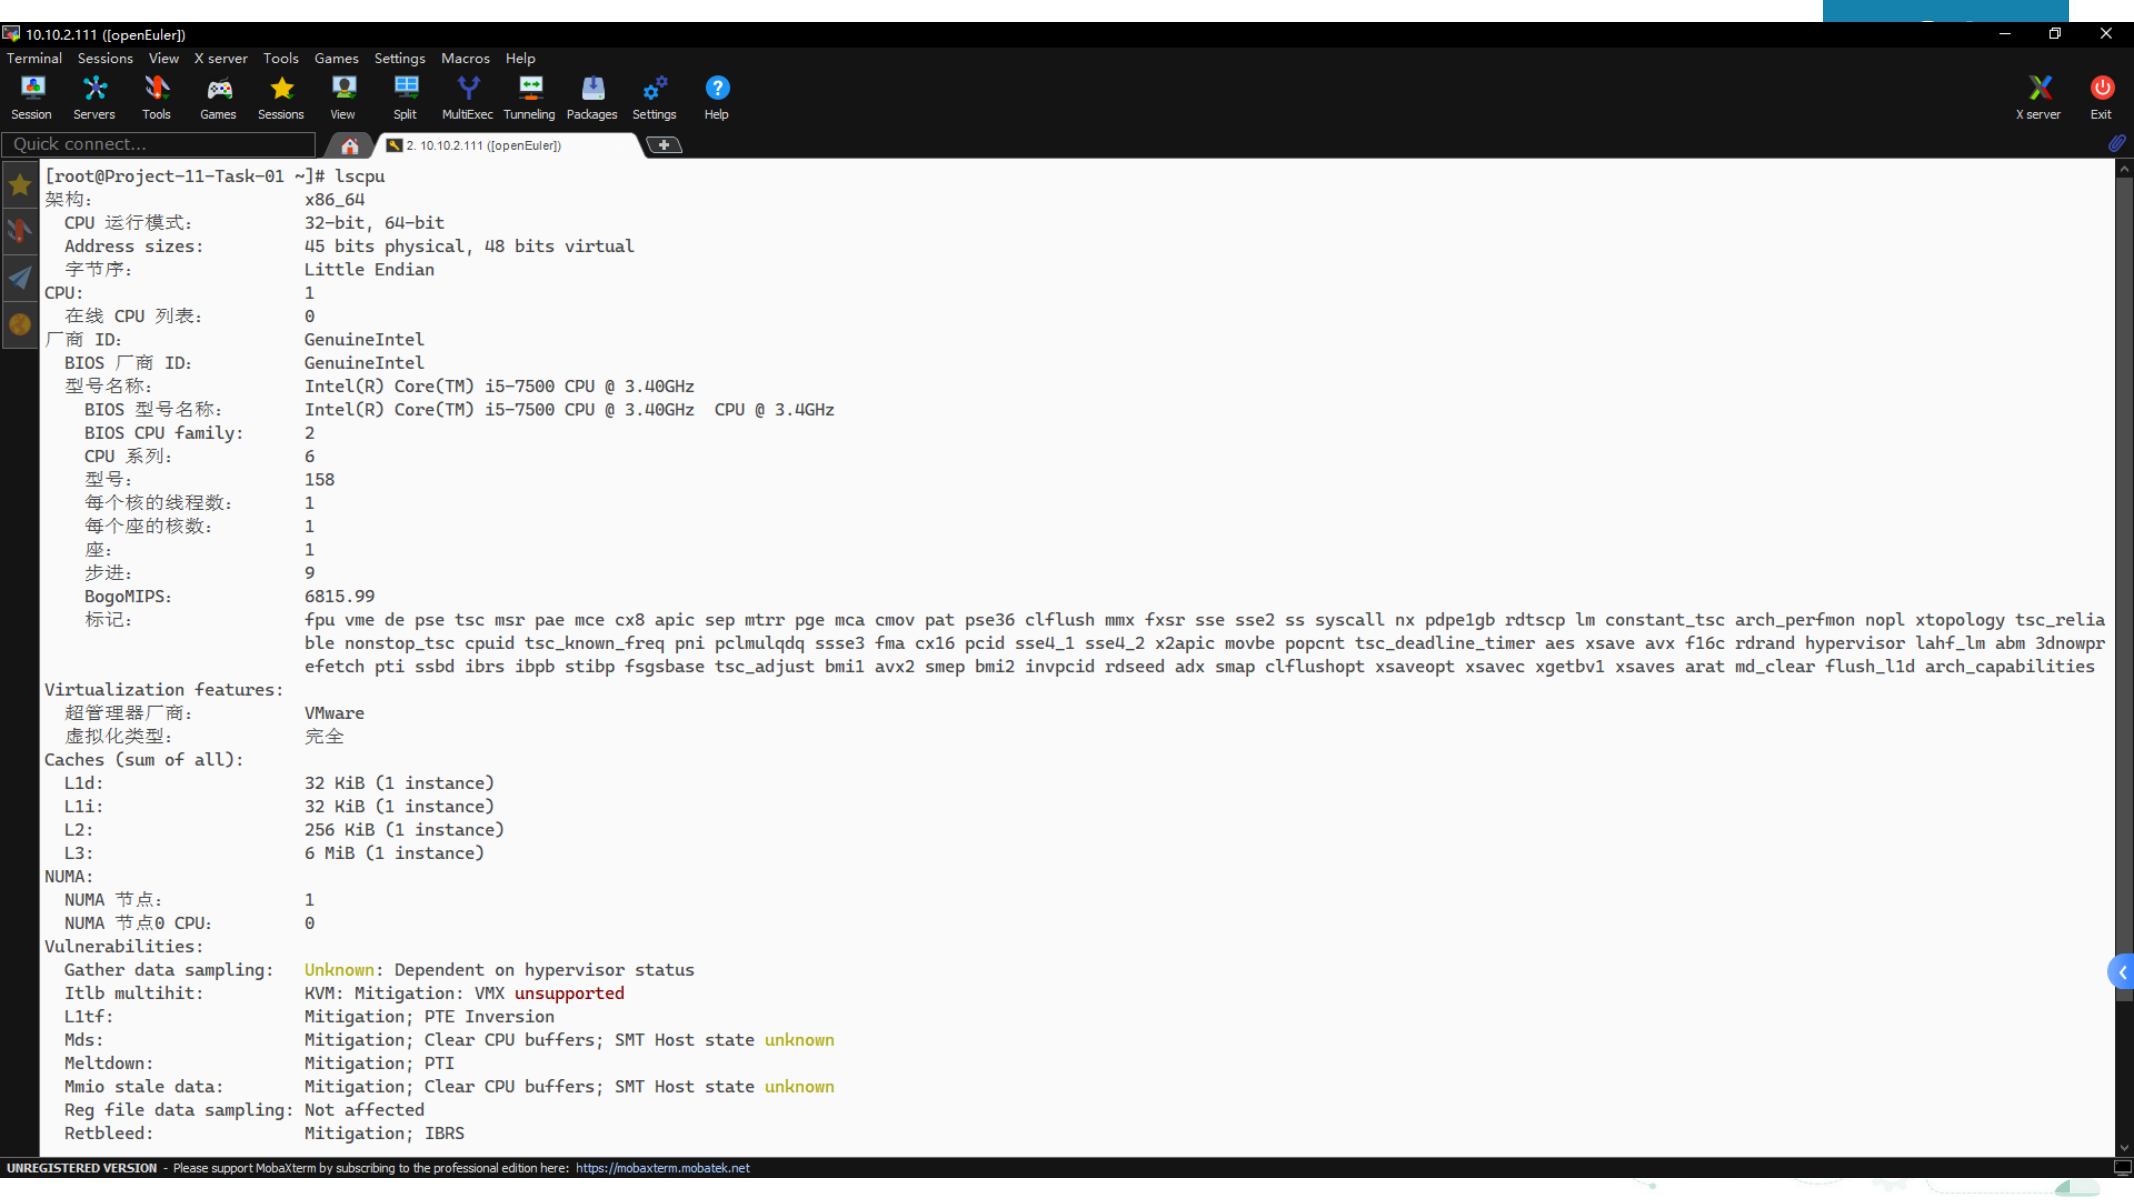 10.10.2.111 ([openEuler])
Terminal Sessions View X server Tools Games Settings Macros Help
Session Servers Tools Games Sessions View Split MultiExec Tunneling Packages Settings Help X server Exit
Quick connect... 2. 10.10.2.111 ([openEuler])
[root@Project-11-Task-01 ~]# lscpu
架构： x86_64
CPU 运行模式： 32-bit, 64-bit
Address sizes: 45 bits physical, 48 bits virtual
字节序： Little Endian
CPU: 1
在线 CPU 列表： 0
厂商 ID： GenuineIntel
BIOS 厂商 ID： GenuineIntel
型号名称： Intel(R) Core(TM) i5-7500 CPU @ 3.40GHz
BIOS 型号名称： Intel(R) Core(TM) i5-7500 CPU @ 3.40GHz  CPU @ 3.4GHz
BIOS CPU family: 2
CPU 系列： 6
型号： 158
每个核的线程数： 1
每个座的核数： 1
座： 1
步进： 9
BogoMIPS： 6815.99
标记： fpu vme de pse tsc msr pae mce cx8 apic sep mtrr pge mca cmov pat pse36 clflush mmx fxsr sse sse2 ss syscall nx pdpe1gb rdtscp lm constant_tsc arch_perfmon nopl xtopology tsc_relia
ble nonstop_tsc cpuid tsc_known_freq pni pclmulqdq ssse3 fma cx16 pcid sse4_1 sse4_2 x2apic movbe popcnt tsc_deadline_timer aes xsave avx f16c rdrand hypervisor lahf_lm abm 3dnowpr
efetch pti ssbd ibrs ibpb stibp fsgsbase tsc_adjust bmi1 avx2 smep bmi2 invpcid rdseed adx smap clflushopt xsaveopt xsavec xgetbv1 xsaves arat md_clear flush_l1d arch_capabilities
Virtualization features:
超管理器厂商： VMware
虚拟化类型： 完全
Caches (sum of all):
L1d: 32 KiB (1 instance)
L1i: 32 KiB (1 instance)
L2: 256 KiB (1 instance)
L3: 6 MiB (1 instance)
NUMA:
NUMA 节点： 1
NUMA 节点0 CPU： 0
Vulnerabilities:
Gather data sampling: Unknown: Dependent on hypervisor status
Itlb multihit: KVM: Mitigation: VMX unsupported
L1tf: Mitigation; PTE Inversion
Mds: Mitigation; Clear CPU buffers; SMT Host state unknown
Meltdown: Mitigation; PTI
Mmio stale data: Mitigation; Clear CPU buffers; SMT Host state unknown
Reg file data sampling: Not affected
Retbleed: Mitigation; IBRS
UNREGISTERED VERSION - Please support MobaXterm by subscribing to the professional edition here: https://mobaxterm.mobatek.net